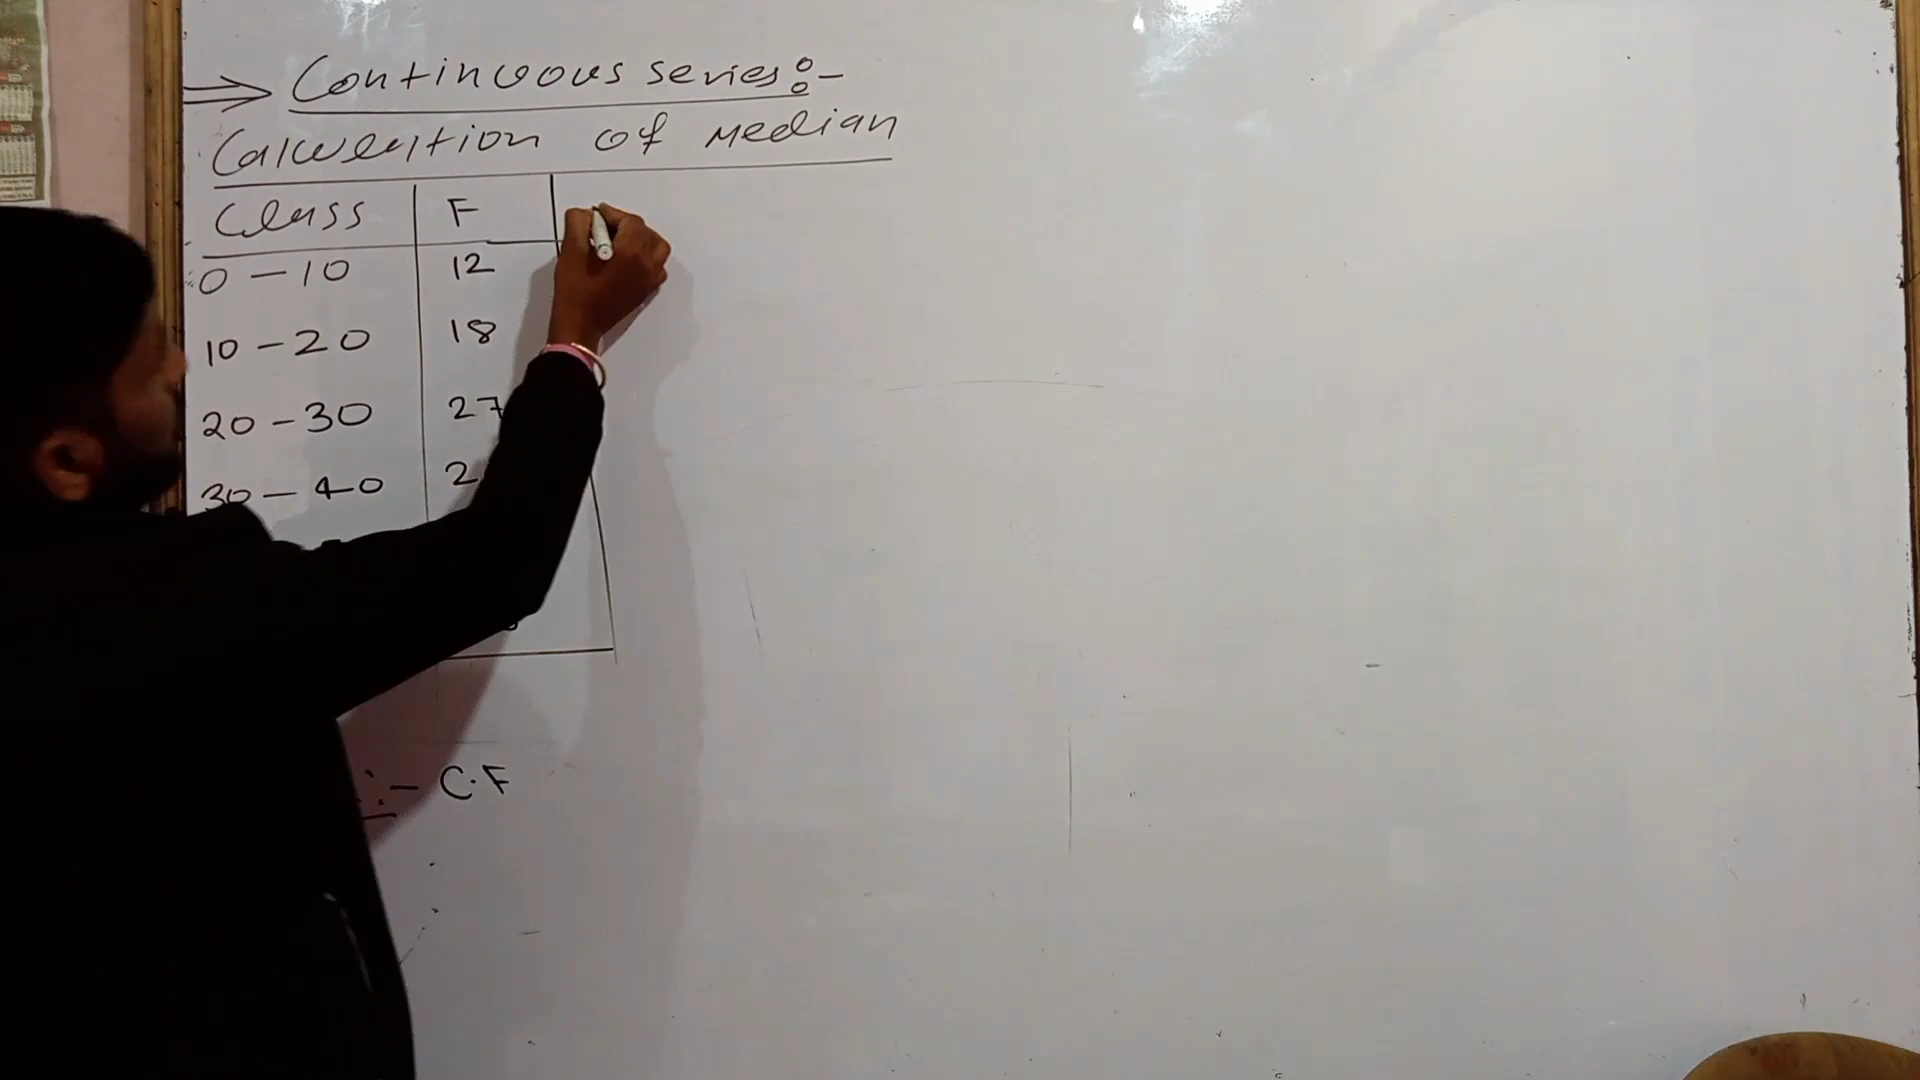 ⇒ Continuous series:-
Calculation of Median
Class F
0 - 10 12
10 - 20 18
20 - 30 27
30 - 40 2
:- C.F